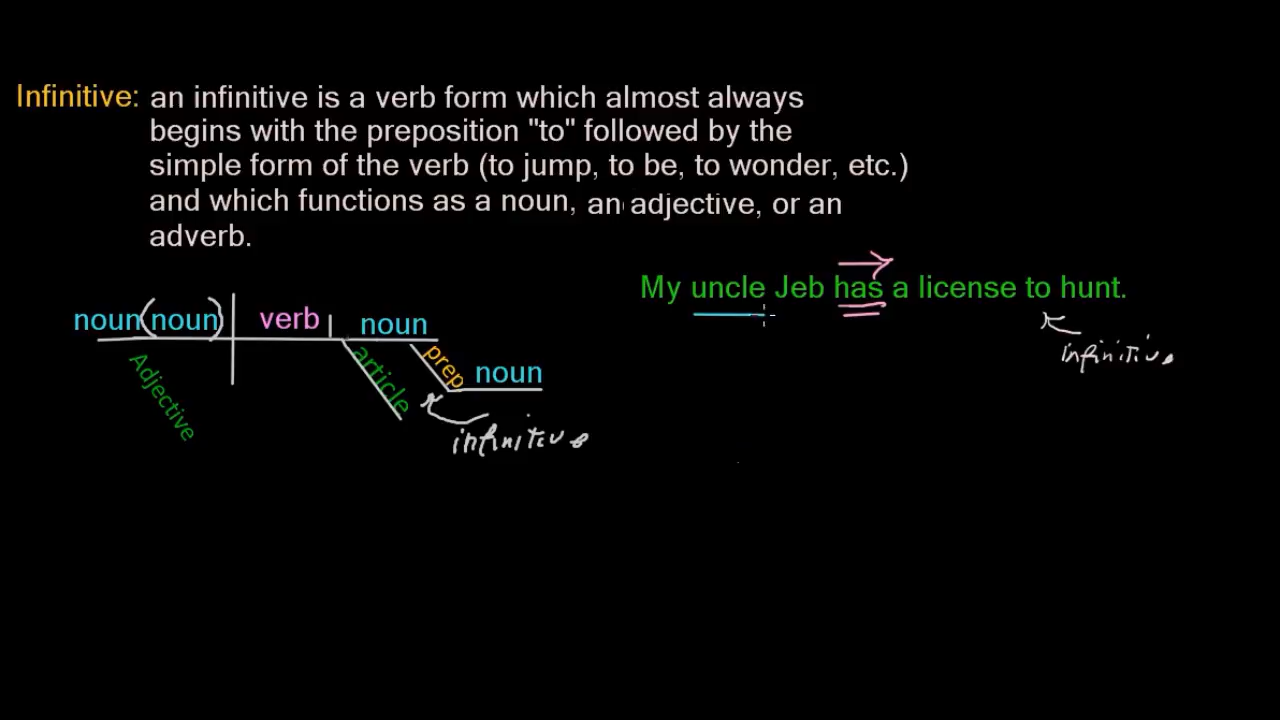 Infinitive: an infinitive is a verb form which almost always
begins with the preposition "to" followed by the
simple form of the verb (to jump, to be, to wonder, etc.)
and which functions as a noun, an adjective, or an
adverb.
My uncle Jeb has a license to hunt.
infinitive
noun(noun) verb noun
Adjective
article
prep
noun
infinitive